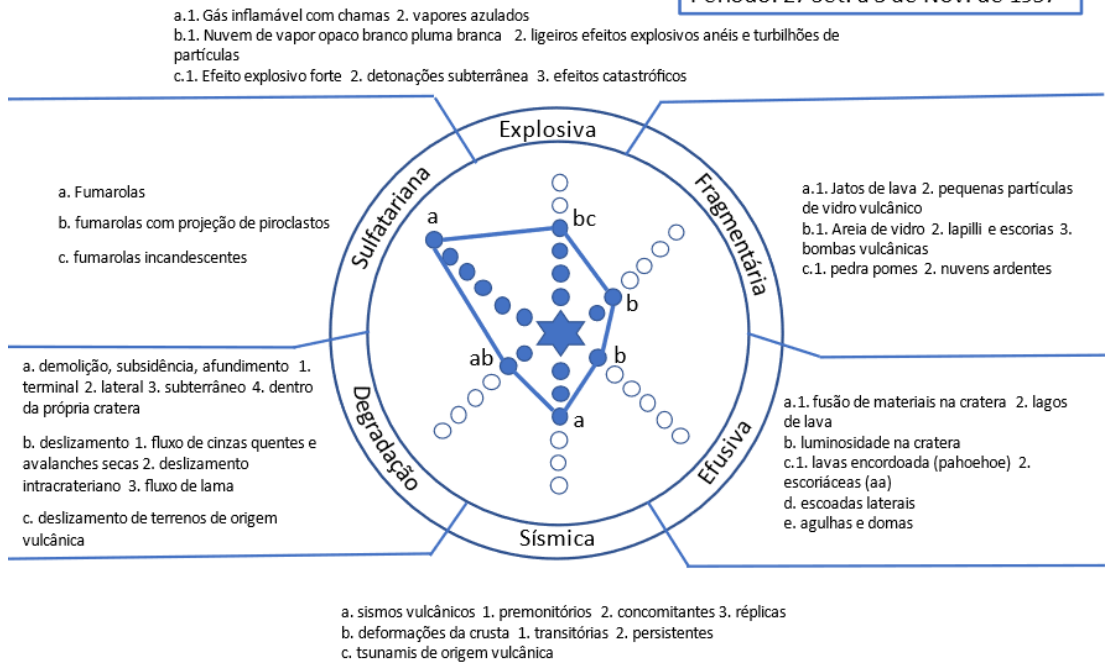 Período: 27 Set. a 5 de Nov. de 1957
a.1. Gás inflamável com chamas 2. vapores azulados
b.1. Nuvem de vapor opaco branco pluma branca 2. ligeiros efeitos explosivos anéis e turbilhões de
partículas
c.1. Efeito explosivo forte 2. detonações subterrânea 3. efeitos catastróficos
Explosiva
Sulfatariana
Fragmentária
a. Fumarolas
b. fumarolas com projeção de piroclastos
c. fumarolas incandescentes
a.1. Jatos de lava 2. pequenas partículas
de vidro vulcânico
b.1. Areia de vidro 2. lapilli e escorias 3.
bombas vulcânicas
c.1. pedra pomes 2. nuvens ardentes
a
bc
b
b
ab
a
a. demolição, subsidência, afundimento 1.
terminal 2. lateral 3. subterrâneo 4. dentro
da própria cratera
b. deslizamento 1. fluxo de cinzas quentes e
avalanches secas 2. deslizamento
intracrateriano 3. fluxo de lama
c. deslizamento de terrenos de origem
vulcânica
Degradação
Efusiva
Sísmica
a.1. fusão de materiais na cratera 2. lagos
de lava
b. luminosidade na cratera
c.1. lavas encordoada (pahoehoe) 2.
escoriáceas (aa)
d. escoadas laterais
e. agulhas e domas
a. sismos vulcânicos 1. premonitórios 2. concomitantes 3. réplicas
b. deformações da crusta 1. transitórias 2. persistentes
c. tsunamis de origem vulcânica